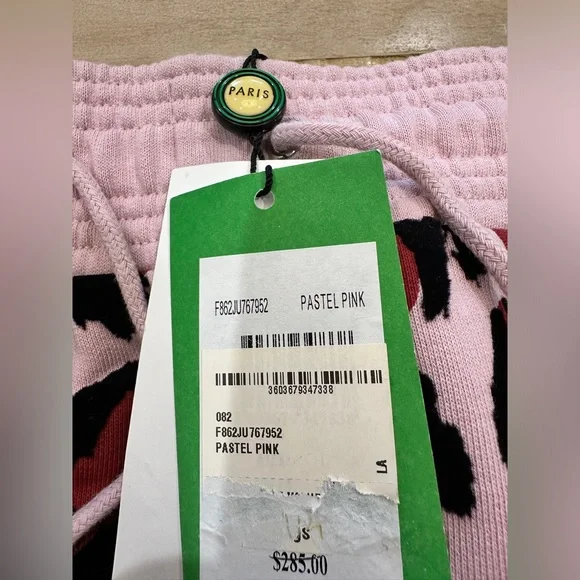 PARIS
F862JU767952 PASTEL PINK
3603679347338
082
F862JU767952
PASTEL PINK
LA
$285.00